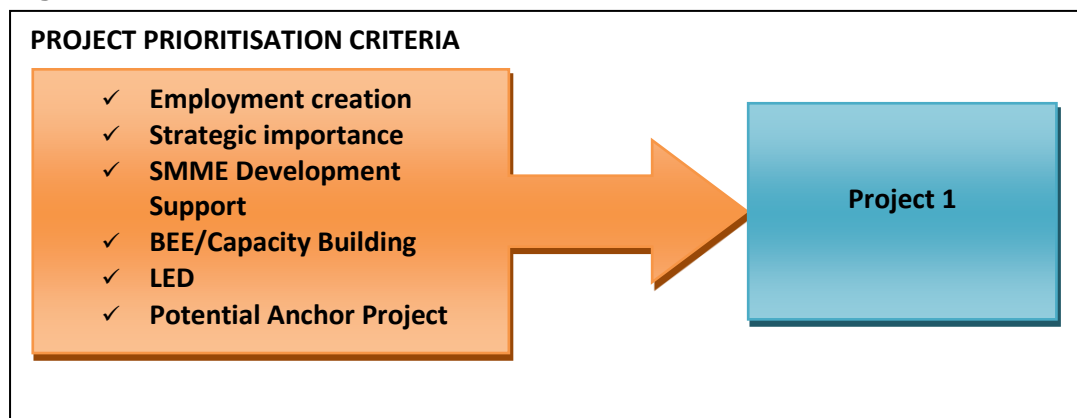 PROJECT PRIORITISATION CRITERIA
✓ Employment creation
✓ Strategic importance
✓ SMME Development
Support
✓ BEE/Capacity Building
✓ LED
✓ Potential Anchor Project
Project 1